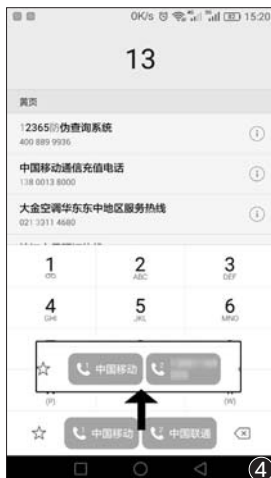 0K/s 15:20
13
黄页
12365防伪查询系统
400 889 9936
中国移动通信充值电话
138 0013 8000
大金空调华东东中地区服务热线
021 3211 4680
1 2 3
ABC DEF
4 5 6
GHI JKL MNO
中国移动
(P) (W)
中国移动 中国联通
④